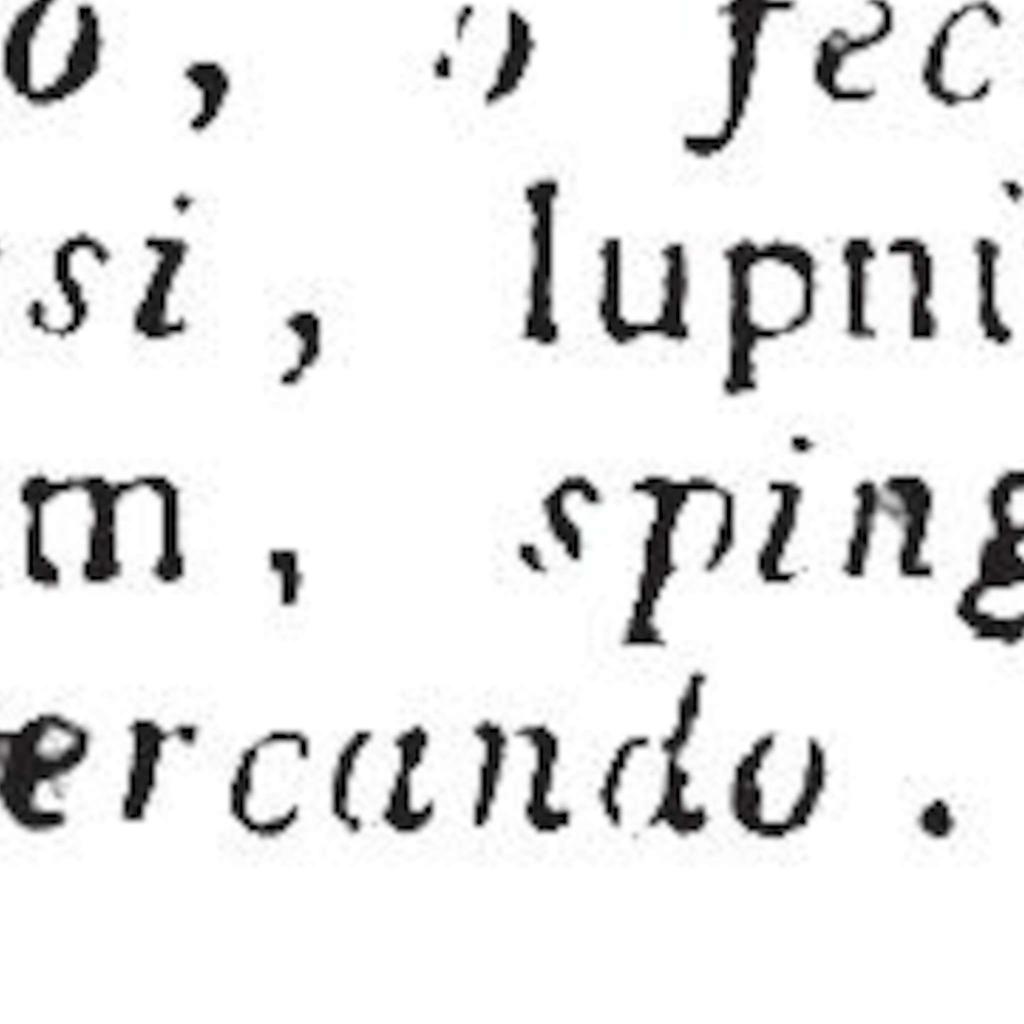 o, o fec
si, lupni
m, sping
ercando.